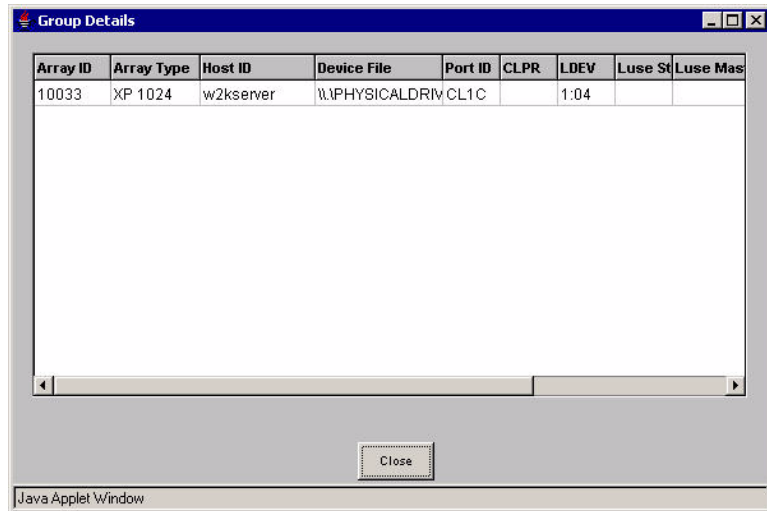 Group Details
Array ID Array Type Host ID Device File Port ID CLPR LDEV Luse St Luse Mas
10033 XP 1024 w2kserver \\.\PHYSICALDRIV CL1C 1:04
Close
Java Applet Window